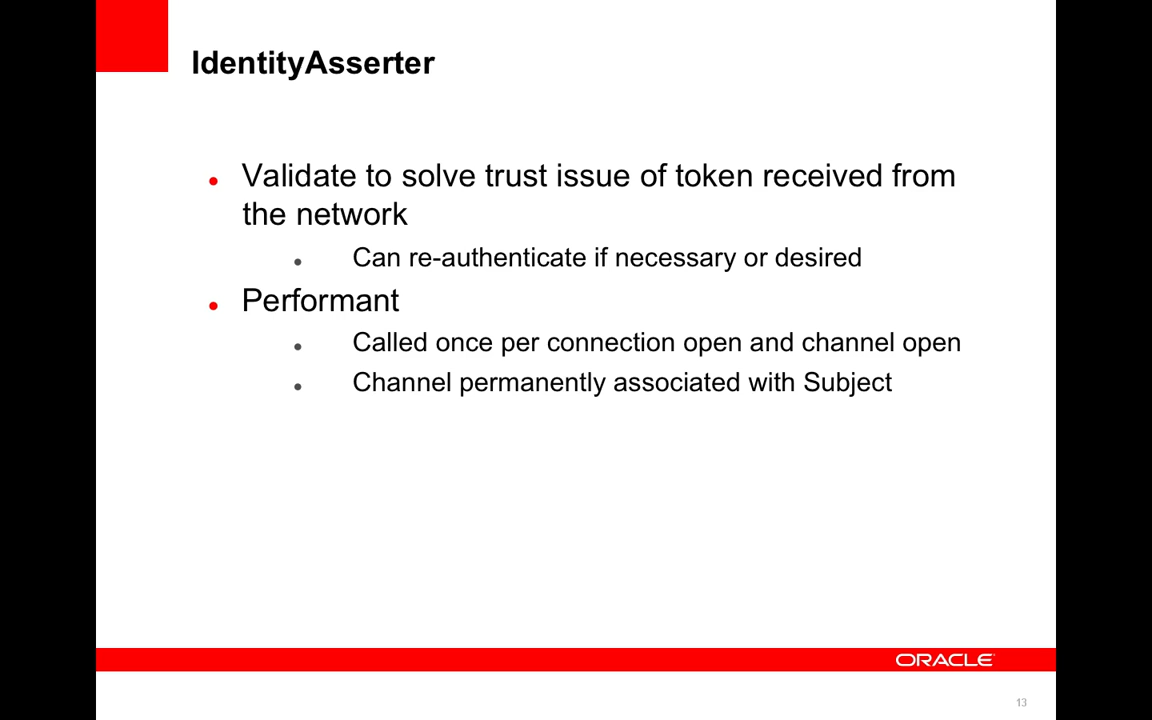 IdentityAsserter
• Validate to solve trust issue of token received from
the network
• Can re-authenticate if necessary or desired
• Performant
• Called once per connection open and channel open
• Channel permanently associated with Subject
ORACLE
13